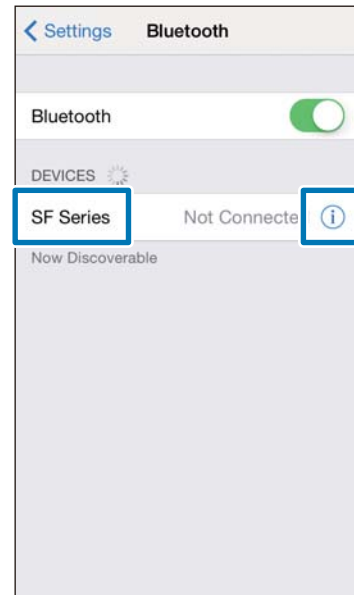 Settings Bluetooth
Bluetooth
DEVICES
SF Series Not Connecte
Now Discoverable